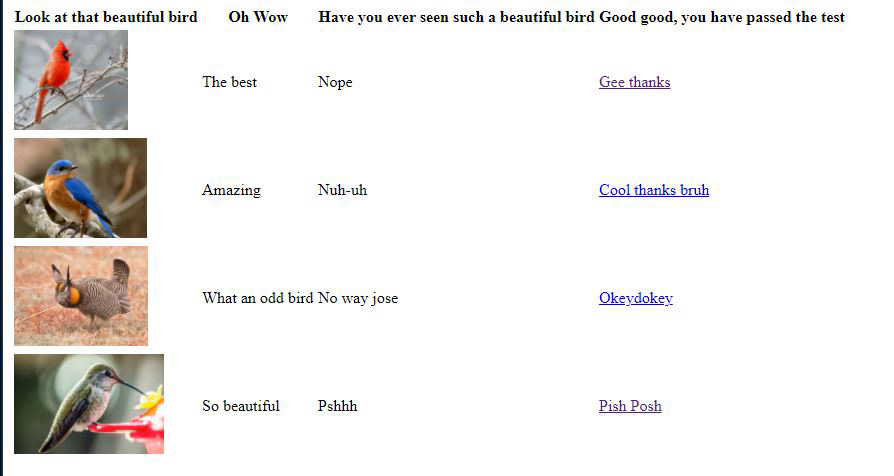 Look at that beautiful bird Oh Wow Have you ever seen such a beautiful bird Good good, you have passed the test
The best Nope Gee thanks
Amazing Nuh-uh Cool thanks bruh
What an odd bird No way jose Okeydokey
So beautiful Pshhh Pish Posh